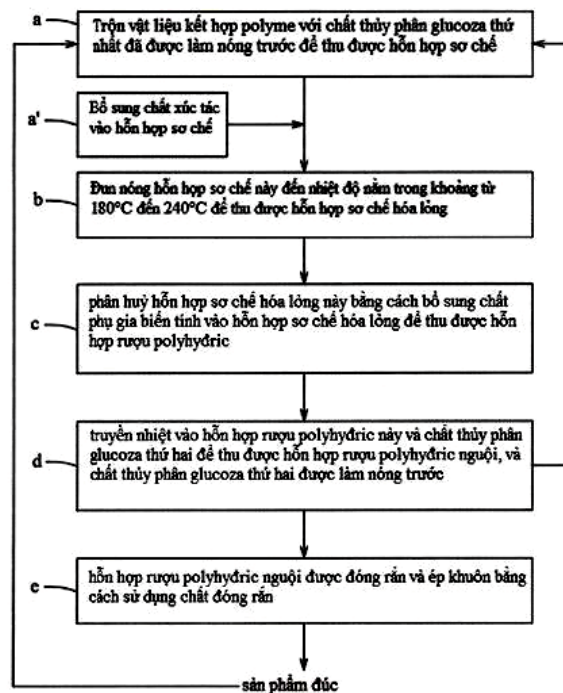 a
Trộn vật liệu kết hợp polyme với chất thủy phân glucoza thứ
nhất đã được làm nóng trước để thu được hỗn hợp sơ chế
a'
Bổ sung chất xúc tác
vào hỗn hợp sơ chế
b
Đun nóng hỗn hợp sơ chế này đến nhiệt độ nằm trong khoảng từ
180°C đến 240°C để thu được hỗn hợp sơ chế hóa lỏng
c
phân huỷ hỗn hợp sơ chế hóa lỏng này bằng cách bổ sung chất
phụ gia biến tính vào hỗn hợp sơ chế hóa lỏng để thu được hỗn
hợp rượu polyhyđric
d
truyền nhiệt vào hỗn hợp rượu polyhyđric này và chất thủy phân
glucoza thứ hai để thu được hỗn hợp rượu polyhyđric nguội, và
chất thủy phân glucoza thứ hai được làm nóng trước
e
hỗn hợp rượu polyhyđric nguội được đóng rắn và ép khuôn bằng
cách sử dụng chất đóng rắn
sản phẩm đúc